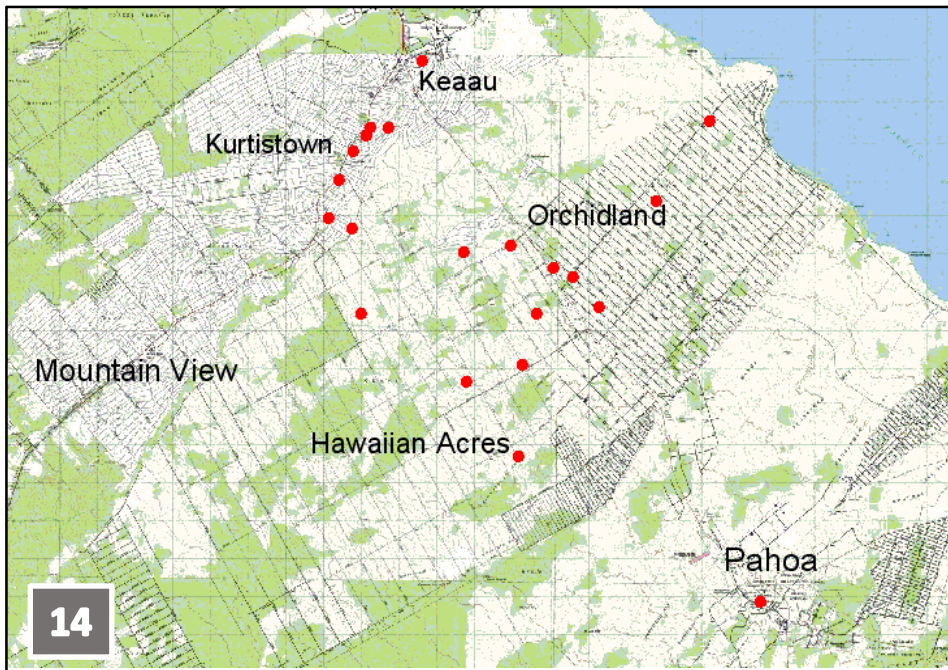 Keaau
Kurtistown
Orchidland
Mountain View
Hawaiian Acres
Pahoa
14